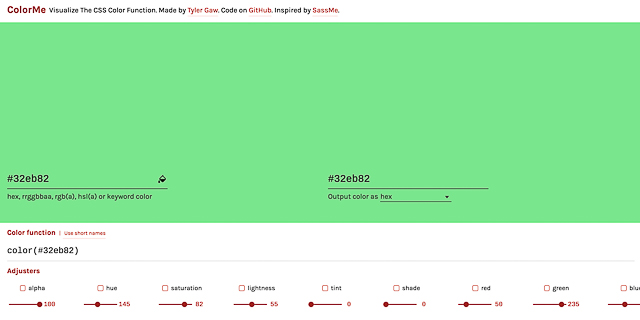 ColorMe Visualize The CSS Color Function. Made by Tyler Gaw. Code on GitHub. Inspired by SassMe.
#32eb82
#32eb82
hex, rrggbbaa, rgb(a), hsl(a) or keyword color
Output color as hex
Color function | Use short names
color(#32eb82)
Adjusters
alpha hue saturation lightness tint shade red green blue
100 145 82 55 0 0 50 235